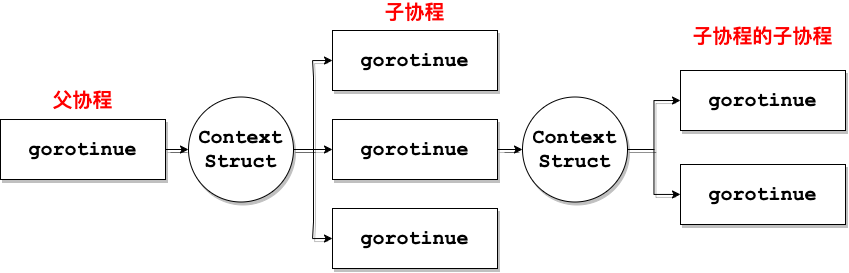 父协程
gorotinue
Context
Struct
子协程
gorotinue
gorotinue
gorotinue
Context
Struct
子协程的子协程
gorotinue
gorotinue